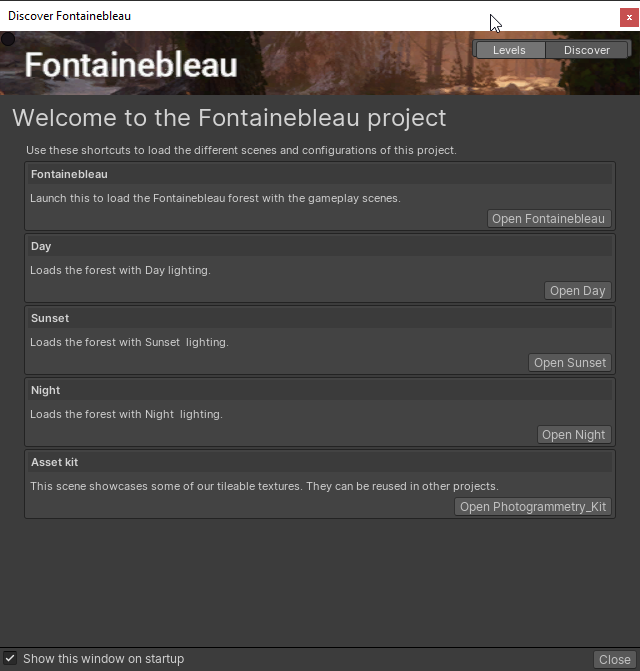 Discover Fontainebleau
x
Fontainebleau
Levels
Discover
Welcome to the Fontainebleau project
Use these shortcuts to load the different scenes and configurations of this project.
Fontainebleau
Launch this to load the Fontainebleau forest with the gameplay scenes.
Open Fontainebleau
Day
Loads the forest with Day lighting.
Open Day
Sunset
Loads the forest with Sunset  lighting.
Open Sunset
Night
Loads the forest with Night  lighting.
Open Night
Asset kit
This scene showcases some of our tileable textures. They can be reused in other projects.
Open Photogrammetry_Kit
Show this window on startup
Close